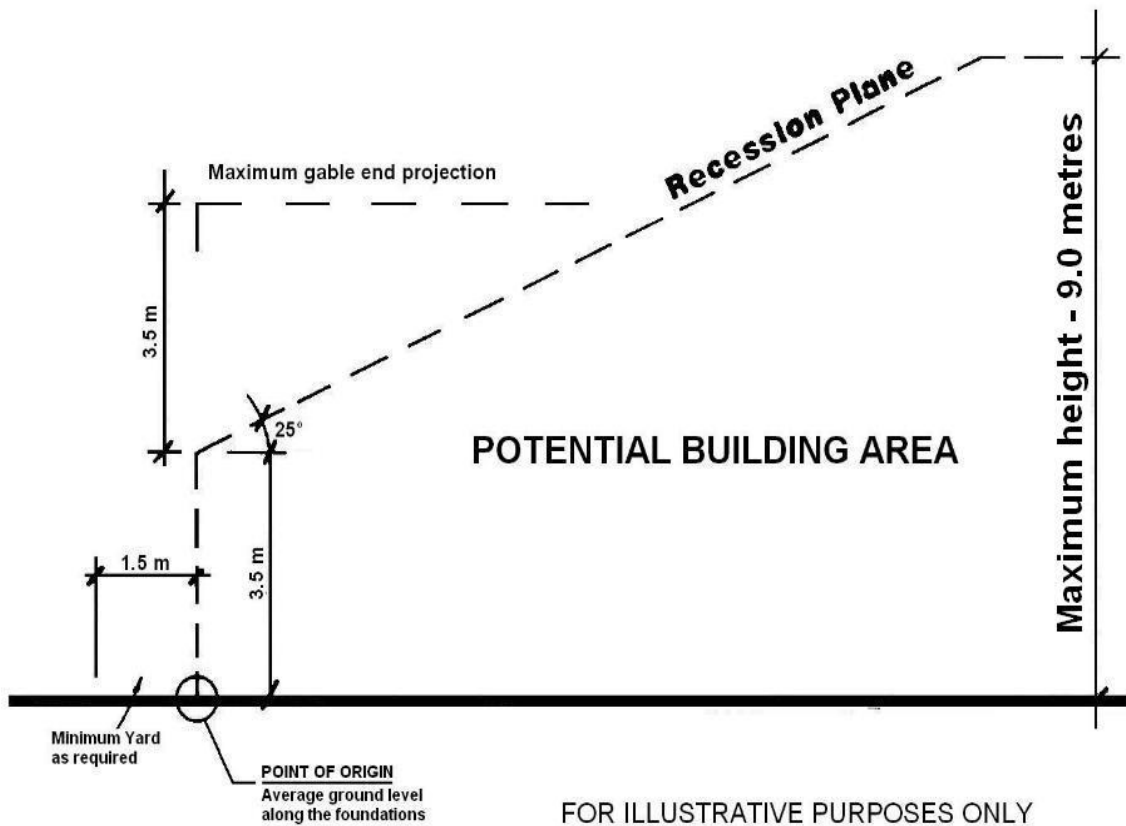 Recession Plane
Maximum gable end projection
Maximum height - 9.0 metres
3.5 m
25°
POTENTIAL BUILDING AREA
1.5 m
3.5 m
Minimum Yard
as required
POINT OF ORIGIN
Average ground level
along the foundations
FOR ILLUSTRATIVE PURPOSES ONLY